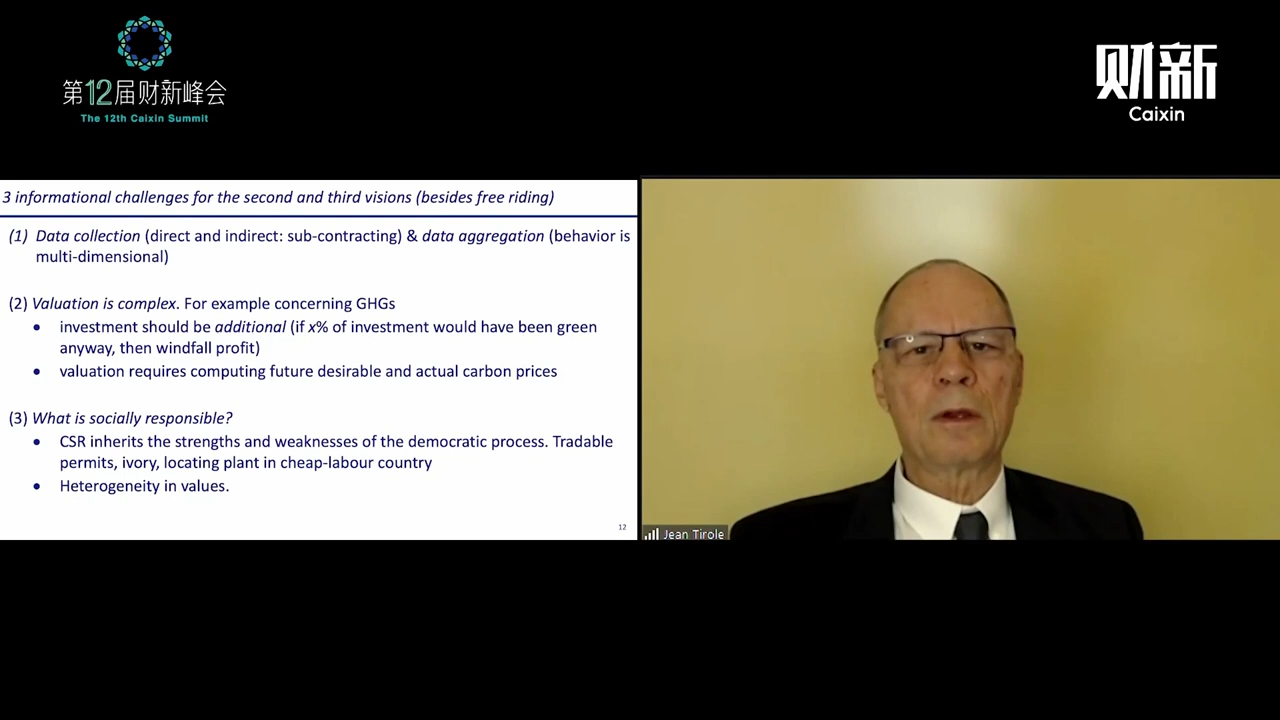 第12届财新峰会
The 12th Caixin Summit
财新
Caixin
3 informational challenges for the second and third visions (besides free riding)
(1) Data collection (direct and indirect: sub-contracting) & data aggregation (behavior is
multi-dimensional)
(2) Valuation is complex. For example concerning GHGs
• investment should be additional (if x% of investment would have been green
anyway, then windfall profit)
• valuation requires computing future desirable and actual carbon prices
(3) What is socially responsible?
• CSR inherits the strengths and weaknesses of the democratic process. Tradable
permits, ivory, locating plant in cheap-labour country
• Heterogeneity in values.
12
Jean Tirole